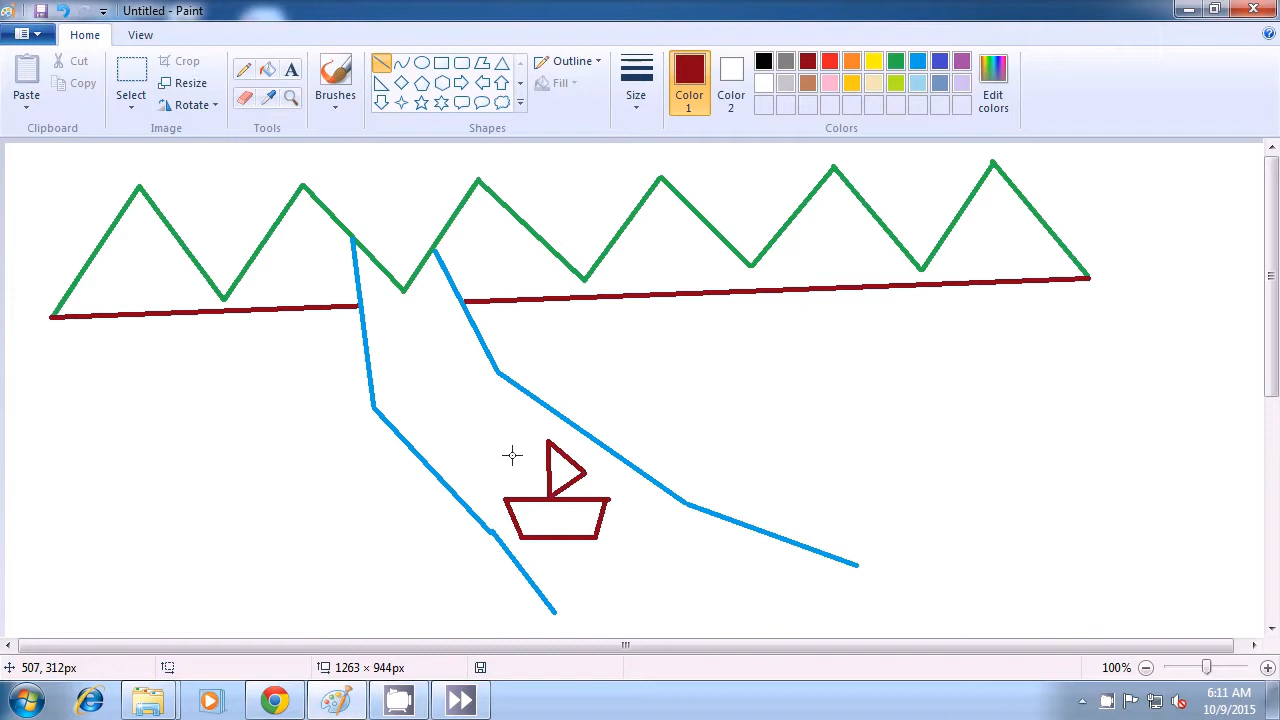 Untitled - Paint
Home View
Paste
Cut
Copy
Clipboard
Select
Crop
Resize
Rotate
Image
A
Tools
Brushes
Outline
Fill
Shapes
Size
Color 1
Color 2
Edit colors
Colors
507, 312px
1263 × 944px
100%
6:11 AM
10/9/2015